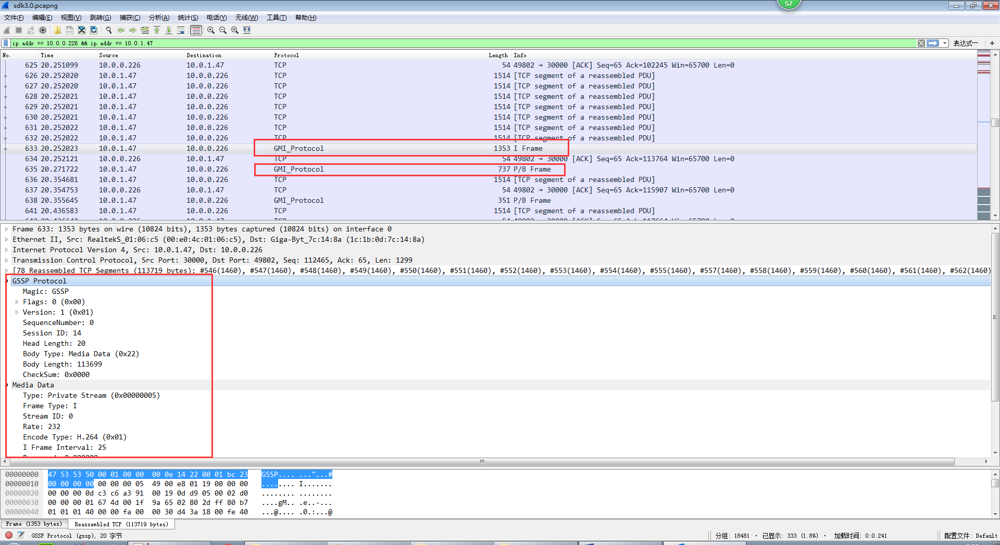 sdk3.0.pcapng
57
文件(F) 编辑(E) 视图(V) 跳转(G) 捕获(C) 分析(A) 统计(S) 电话(Y) 无线(W) 工具(T) 帮助(H)
ip.addr == 10.0.0.226 && ip.addr == 10.0.1.47 表达式… +
No. Time Source Destination Protocol Length Info
625 20.251099 10.0.0.226 10.0.1.47 TCP 54 49802 → 30000 [ACK] Seq=65 Ack=102245 Win=65700 Len=0
626 20.252020 10.0.1.47 10.0.0.226 TCP 1514 [TCP segment of a reassembled PDU]
627 20.252020 10.0.1.47 10.0.0.226 TCP 1514 [TCP segment of a reassembled PDU]
628 20.252021 10.0.1.47 10.0.0.226 TCP 1514 [TCP segment of a reassembled PDU]
629 20.252021 10.0.1.47 10.0.0.226 TCP 1514 [TCP segment of a reassembled PDU]
630 20.252021 10.0.1.47 10.0.0.226 TCP 1514 [TCP segment of a reassembled PDU]
631 20.252022 10.0.1.47 10.0.0.226 TCP 1514 [TCP segment of a reassembled PDU]
632 20.252022 10.0.1.47 10.0.0.226 TCP 1514 [TCP segment of a reassembled PDU]
633 20.252023 10.0.1.47 10.0.0.226 GMI_Protocol 1353 I Frame
634 20.252121 10.0.0.226 10.0.1.47 TCP 54 49802 → 30000 [ACK] Seq=65 Ack=113764 Win=65700 Len=0
635 20.271722 10.0.1.47 10.0.0.226 GMI_Protocol 737 P/B Frame
636 20.354681 10.0.1.47 10.0.0.226 TCP 1514 [TCP segment of a reassembled PDU]
637 20.354753 10.0.0.226 10.0.1.47 TCP 54 49802 → 30000 [ACK] Seq=65 Ack=115907 Win=65700 Len=0
638 20.355645 10.0.1.47 10.0.0.226 GMI_Protocol 351 P/B Frame
641 20.436583 10.0.1.47 10.0.0.226 TCP 1514 [TCP segment of a reassembled PDU]
Frame 633: 1353 bytes on wire (10824 bits), 1353 bytes captured (10824 bits) on interface 0
Ethernet II, Src: RealtekS_01:06:c5 (00:e0:4c:01:06:c5), Dst: Giga-Byt_7c:14:8a (1c:1b:0d:7c:14:8a)
Internet Protocol Version 4, Src: 10.0.1.47, Dst: 10.0.0.226
Transmission Control Protocol, Src Port: 30000, Dst Port: 49802, Seq: 112465, Ack: 65, Len: 1299
[78 Reassembled TCP Segments (113719 bytes): #546(1460), #547(1460), #548(1460), #549(1460), #550(1460), #551(1460), #552(1460), #553(1460), #554(1460), #555(1460), #557(1460), #558(1460), #559(1460), #560(1460), #561(1460), #562(1460)
GSSP Protocol
Magic: GSSP
Flags: 0 (0x00)
Version: 1 (0x01)
SequenceNumber: 0
Session ID: 14
Head Length: 20
Body Type: Media Data (0x22)
Body Length: 113699
CheckSum: 0x0000
Media Data
Type: Private Stream (0x00000005)
Frame Type: I
Stream ID: 0
Rate: 232
Encode Type: H.264 (0x01)
I Frame Interval: 25
00000000 47 53 53 50 00 01 00 00 00 0e 14 22 00 01 bc 23 GSSP.... ..."...#
00000010 00 00 00 00 00 00 00 05 49 00 e8 01 19 00 00 00 ........ I.......
00000020 00 00 00 0d c3 c6 a3 91 00 19 0d d9 05 00 02 d0 ........ ........
00000030 00 00 00 01 67 4d 00 1f 9a 65 02 80 2d ff 80 b7 ....gM.. .e..-...
00000040 01 01 01 40 00 00 fa 00 00 30 d4 3a 18 00 fe 40 ...@.... .0.:...@
Frame (1353 bytes) Reassembled TCP (113719 bytes)
GSSP Protocol (gssp), 20 字节 分组: 18481 · 已显示: 333 (1.8%) · 加载时间: 0:0.241 配置文件: Default